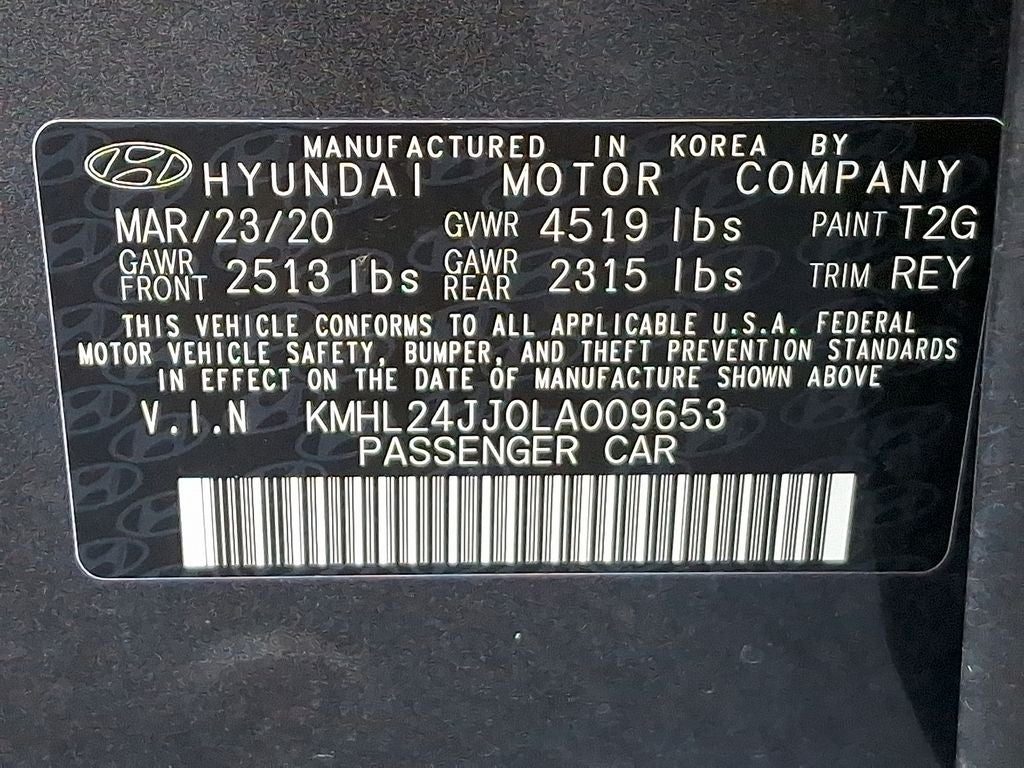 MANUFACTURED IN KOREA BY
HYUNDAI MOTOR COMPANY
MAR/23/20 GVWR 4519 lbs PAINT T2G
GAWR FRONT 2513 lbs GAWR REAR 2315 lbs TRIM REY
THIS VEHICLE CONFORMS TO ALL APPLICABLE U.S.A. FEDERAL
MOTOR VEHICLE SAFETY, BUMPER, AND THEFT PREVENTION STANDARDS
IN EFFECT ON THE DATE OF MANUFACTURE SHOWN ABOVE
V.I.N KMHL24JJ0LA009653
PASSENGER CAR